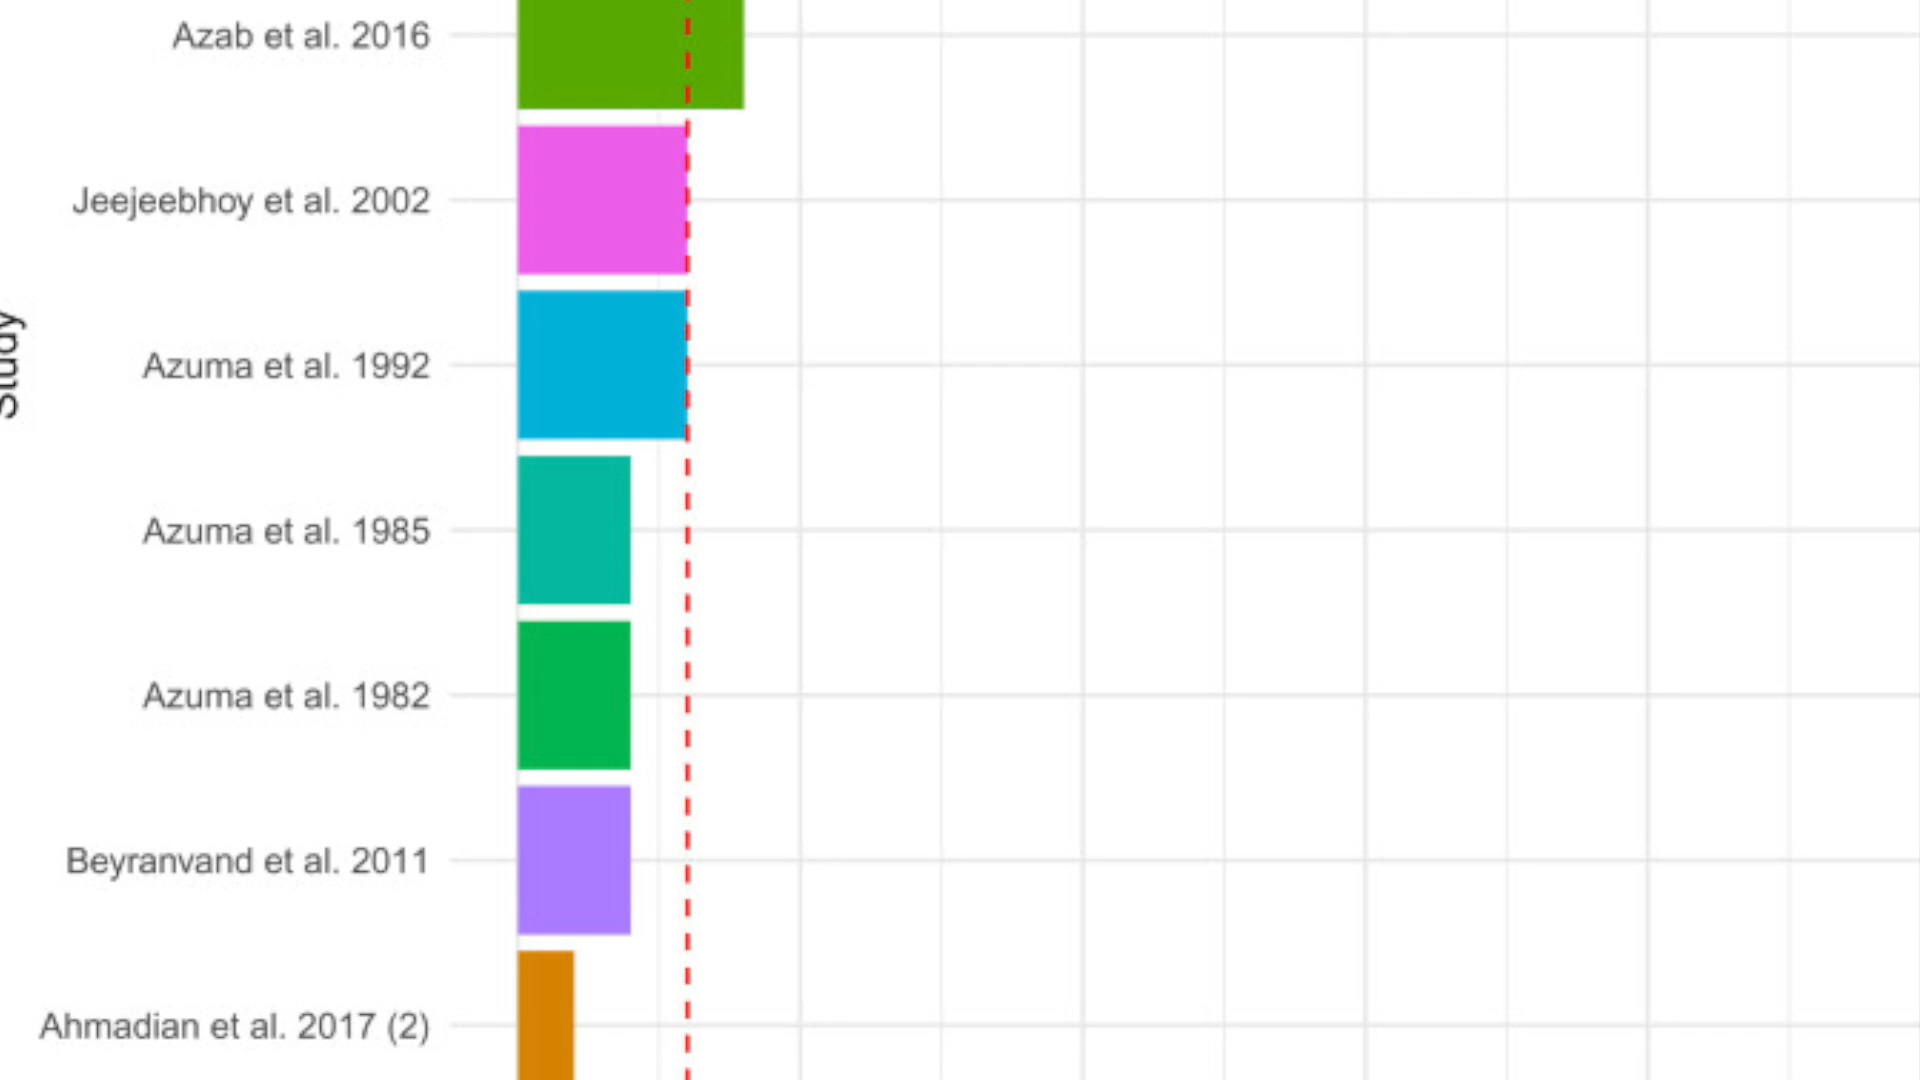 Azab et al. 2016
Jeejeebhoy et al. 2002
Study
Azuma et al. 1992
Azuma et al. 1985
Azuma et al. 1982
Beyranvand et al. 2011
Ahmadian et al. 2017 (2)